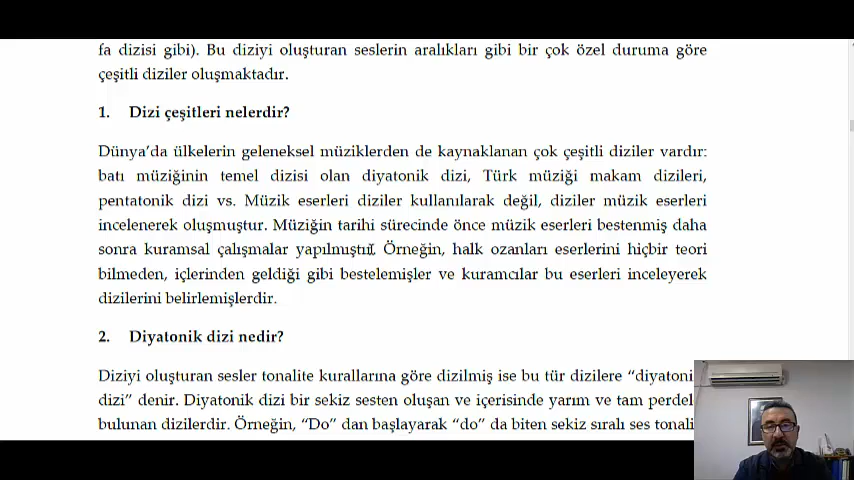 fa dizisi gibi). Bu diziyi oluşturan seslerin aralıkları gibi bir çok özel duruma göre
çeşitli diziler oluşmaktadır.
1. Dizi çeşitleri nelerdir?
Dünya'da ülkelerin geleneksel müziklerden de kaynaklanan çok çeşitli diziler vardır:
batı müziğinin temel dizisi olan diyatonik dizi, Türk müziği makam dizileri,
pentatonik dizi vs. Müzik eserleri diziler kullanılarak değil, diziler müzik eserleri
incelenerek oluşmuştur. Müziğin tarihi sürecinde önce müzik eserleri bestenmiş daha
sonra kuramsal çalışmalar yapılmıştır. Örneğin, halk ozanları eserlerini hiçbir teori
bilmeden, içlerinden geldiği gibi bestelemişler ve kuramcılar bu eserleri inceleyerek
dizilerini belirlemişlerdir.
2. Diyatonik dizi nedir?
Diziyi oluşturan sesler tonalite kurallarına göre dizilmiş ise bu tür dizilere "diyatoni
dizi" denir. Diyatonik dizi bir sekiz sesten oluşan ve içerisinde yarım ve tam perdel
bulunan dizilerdir. Örneğin, "Do" dan başlayarak "do" da biten sekiz sıralı ses tonali